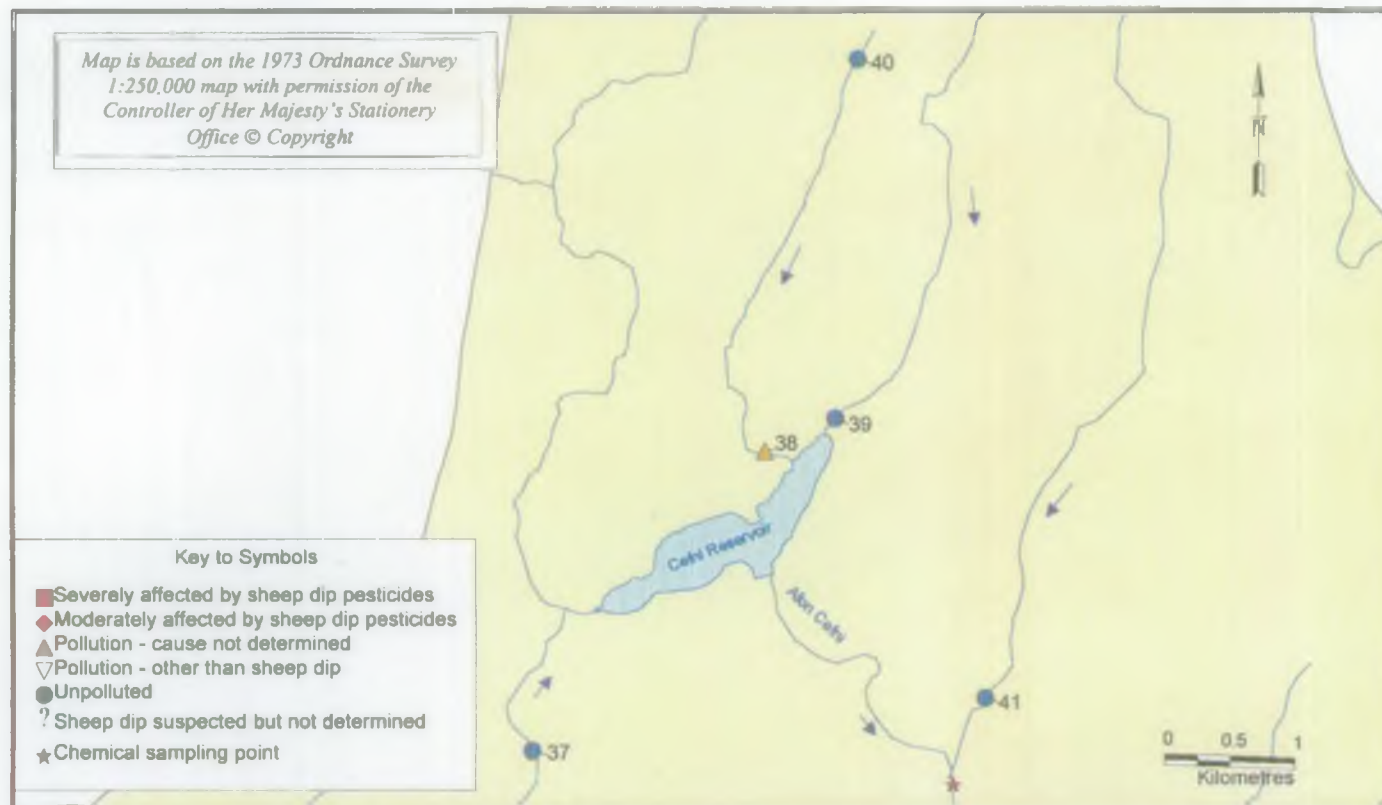 Map is based on the 1973 Ordnance Survey
1:250,000 map with permission of the
Controller of Her Majesty's Stationery
Office © Copyright
40
N
39
38
Cefni Reservoir
Afon Cefni
41
37
Key to Symbols
Severely affected by sheep dip pesticides
Moderately affected by sheep dip pesticides
Pollution - cause not determined
Pollution - other than sheep dip
Unpolluted
? Sheep dip suspected but not determined
Chemical sampling point
0 0.5 1
Kilometres